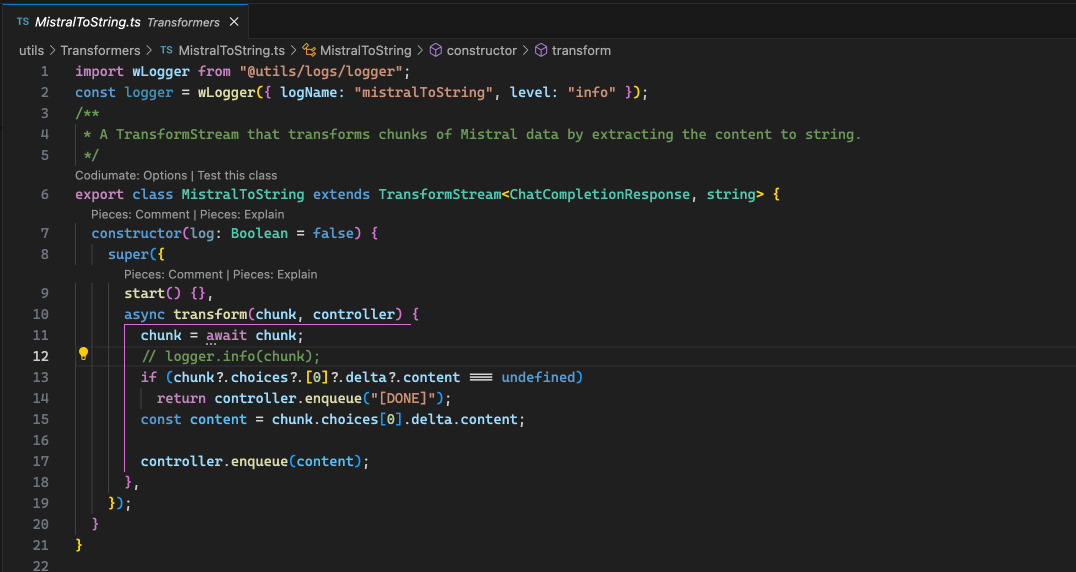 TS MistralToString.ts Transformers ×
utils > Transformers > TS MistralToString.ts > MistralToString > constructor > transform
1 import wLogger from "@utils/logs/logger";
2 const logger = wLogger({ logName: "mistralToString", level: "info" });
3 /**
4 * A TransformStream that transforms chunks of Mistral data by extracting the content to string.
5 */
Codiumate: Options | Test this class
6 export class MistralToString extends TransformStream<ChatCompletionResponse, string> {
Pieces: Comment | Pieces: Explain
7 constructor(log: Boolean = false) {
8 super({
Pieces: Comment | Pieces: Explain
9 start() {},
10 async transform(chunk, controller) {
11 chunk = await chunk;
12 // logger.info(chunk);
13 if (chunk?.choices?.[0]?.delta?.content === undefined)
14 return controller.enqueue("[DONE]");
15 const content = chunk.choices[0].delta.content;
16
17 controller.enqueue(content);
18 },
19 });
20 }
21 }
22